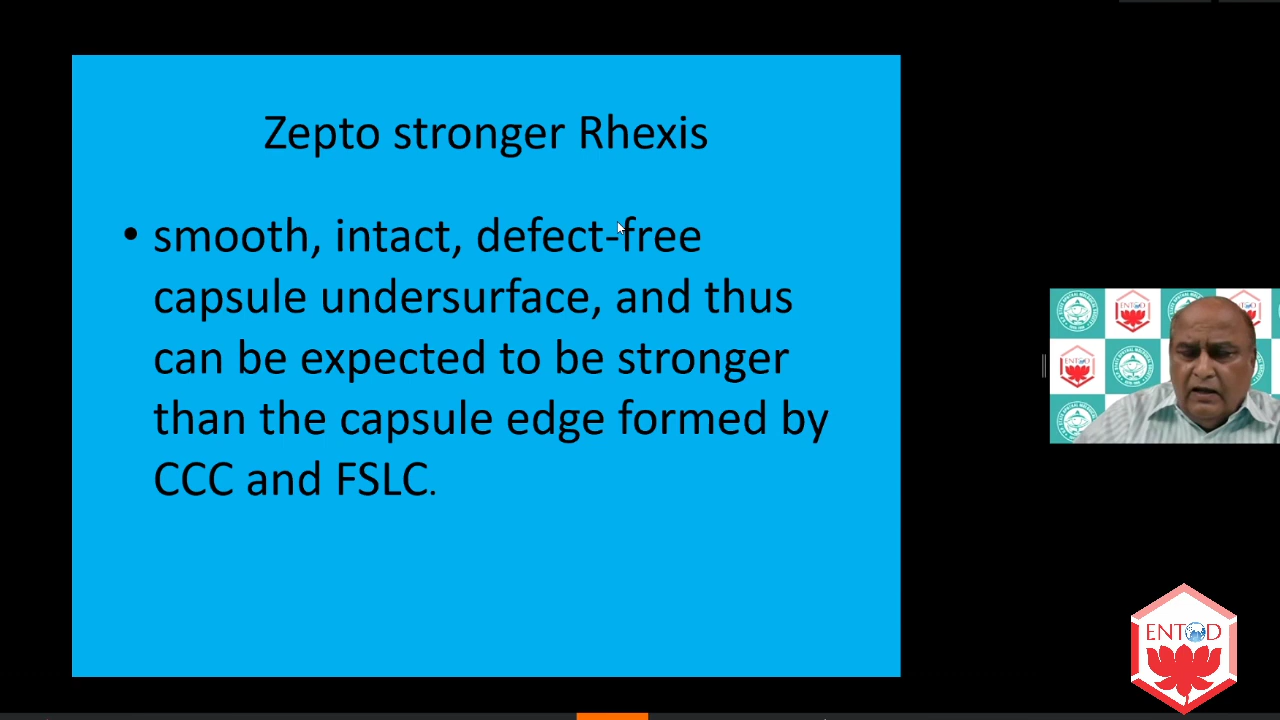 Zepto stronger Rhexis
• smooth, intact, defect-free
capsule undersurface, and thus
can be expected to be stronger
than the capsule edge formed by
CCC and FSLC.
ENTOD
ENTOD